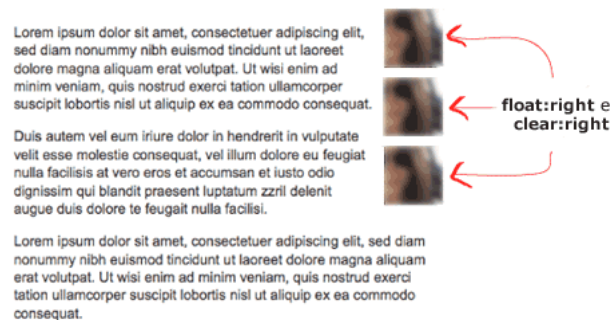 Lorem ipsum dolor sit amet, consectetuer adipiscing elit,
sed diam nonummy nibh euismod tincidunt ut laoreet
dolore magna aliquam erat volutpat. Ut wisi enim ad
minim veniam, quis nostrud exerci tation ullamcorper
suscipit lobortis nisl ut aliquip ex ea commodo consequat.
Duis autem vel eum iriure dolor in hendrerit in vulputate
velit esse molestie consequat, vel illum dolore eu feugiat
nulla facilisis at vero eros et accumsan et iusto odio
dignissim qui blandit praesent luptatum zzril delenit
augue duis dolore te feugait nulla facilisi.
Lorem ipsum dolor sit amet, consectetuer adipiscing elit, sed diam
nonummy nibh euismod tincidunt ut laoreet dolore magna aliquam
erat volutpat. Ut wisi enim ad minim veniam, quis nostrud exerci
tation ullamcorper suscipit lobortis nisl ut aliquip ex ea commodo
consequat.
float:right e
clear:right